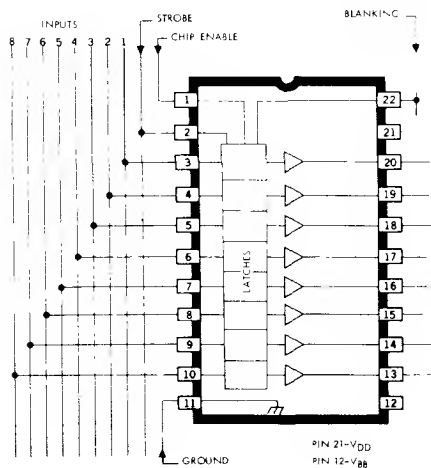 INPUTS
8 7 6 5 4 3 2 1
STROBE
CHIP ENABLE
BLANKING
1
2
3
4
5
6
7
8
9
10
11
22
21
20
19
18
17
16
15
14
13
12
LATCHES
GROUND
PIN 21-VDD
PIN 12-VBB